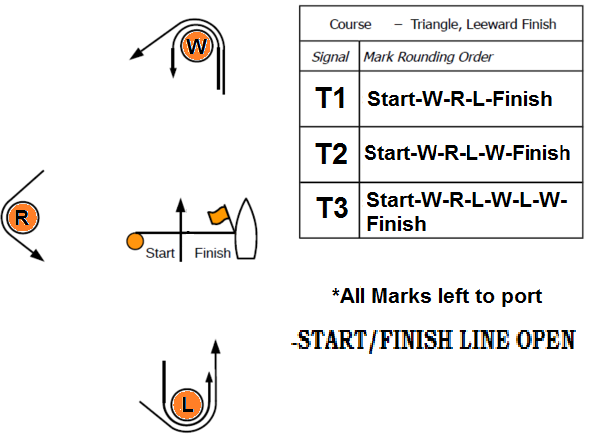 W
R
Start Finish
L
Course – Triangle, Leeward Finish
Signal Mark Rounding Order
T1 Start-W-R-L-Finish
T2 Start-W-R-L-W-Finish
T3 Start-W-R-L-W-L-W-
Finish
*All Marks left to port
-START/FINISH LINE OPEN